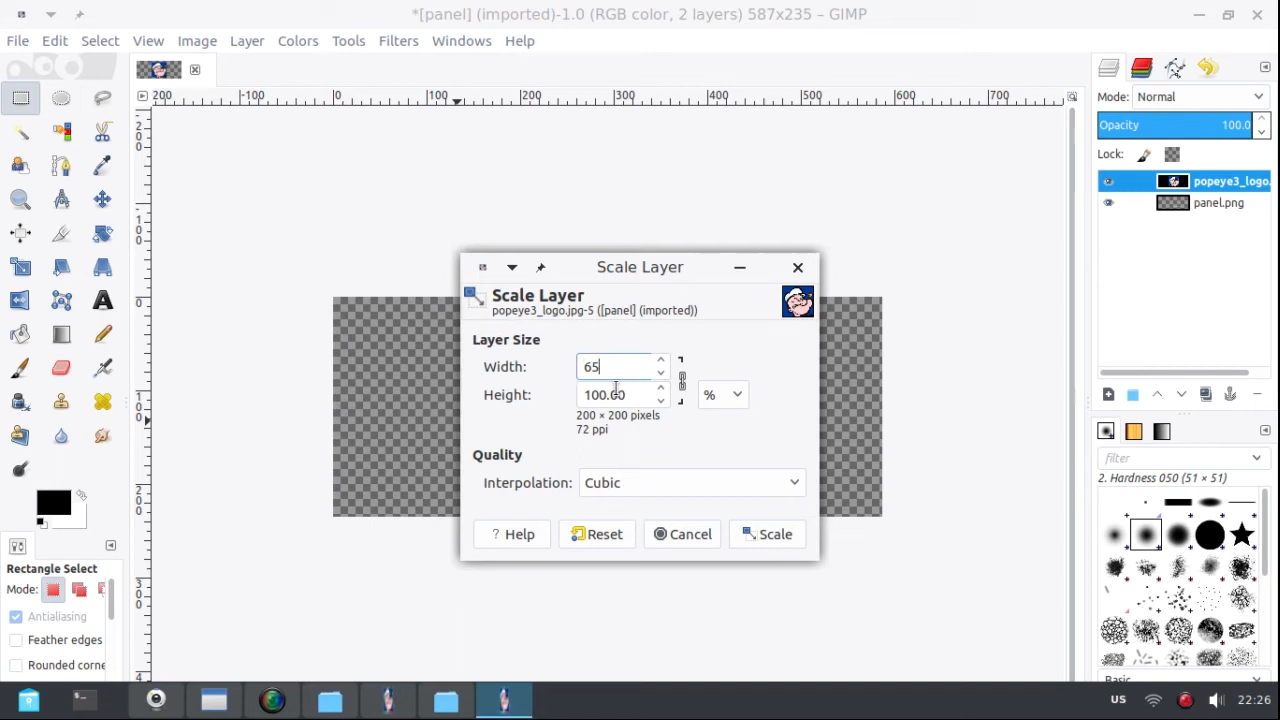 *[panel] (imported)-1.0 (RGB color, 2 layers) 587x235 – GIMP
File Edit Select View Image Layer Colors Tools Filters Windows Help
200 -100 0 100 200 300 400 500 600 700
Mode: Normal
Opacity 100.0
Lock:
popeye3_logo.
panel.png
Scale Layer
Scale Layer
popeye3_logo.jpg-5 ([panel] (imported))
Layer Size
Width: 65
Height: 100.00 %
200 × 200 pixels
72 ppi
Quality
Interpolation: Cubic
Help Reset Cancel Scale
filter
2. Hardness 050 (51 × 51)
Rectangle Select
Mode:
Antialiasing
Feather edges
Rounded corne
Basic
US 22:26